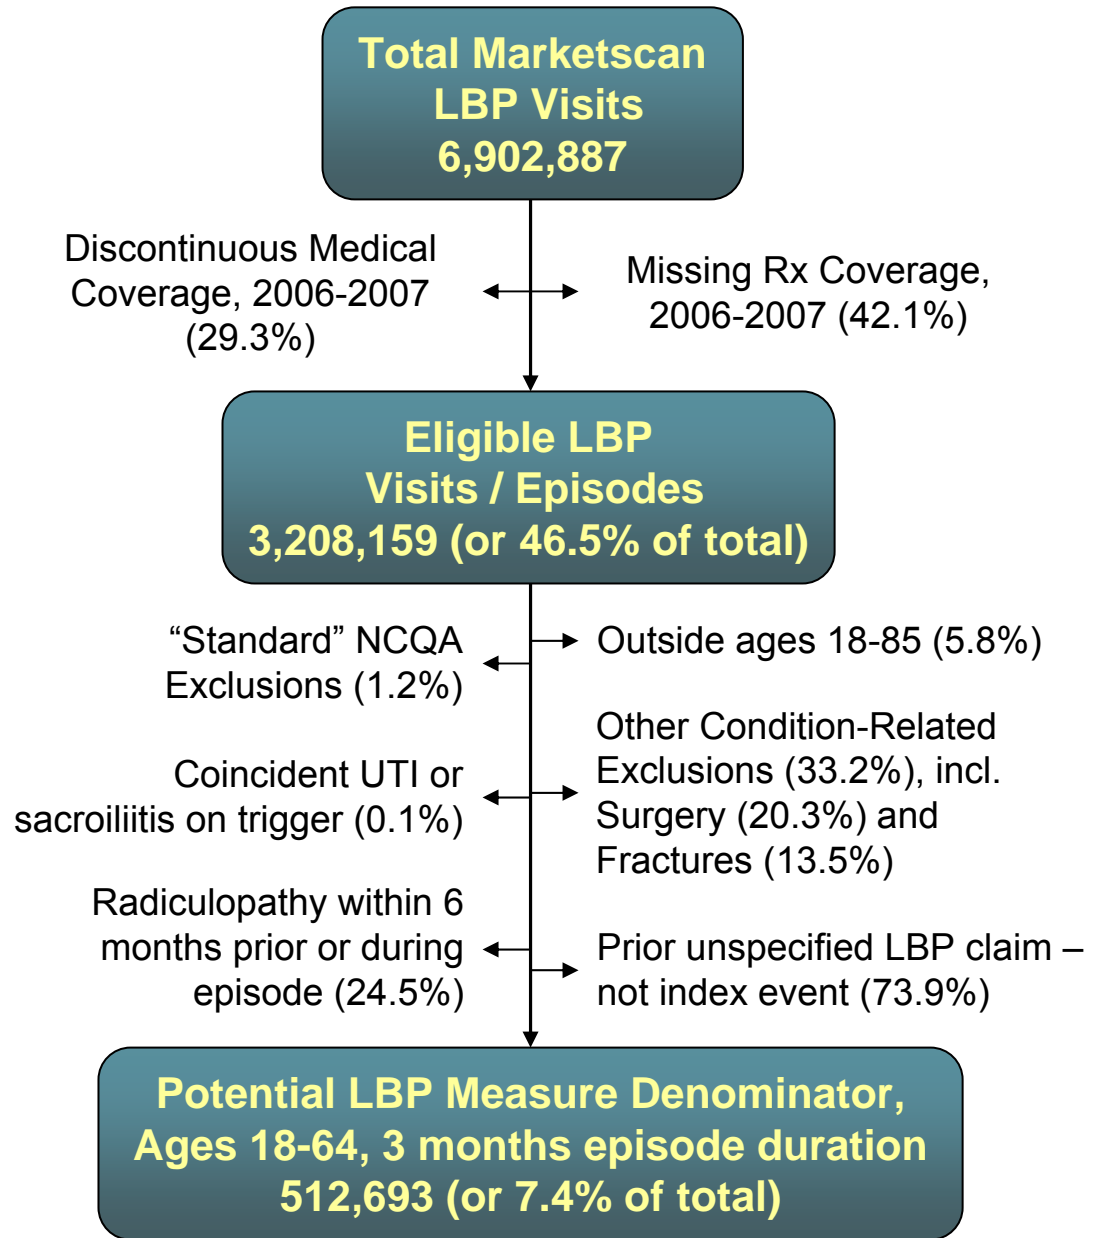 Total Marketscan
LBP Visits
6,902,887
Discontinuous Medical
Coverage, 2006-2007
(29.3%)
Missing Rx Coverage,
2006-2007 (42.1%)
Eligible LBP
Visits / Episodes
3,208,159 (or 46.5% of total)
“Standard” NCQA
Exclusions (1.2%)
Outside ages 18-85 (5.8%)
Coincident UTI or
sacroiliitis on trigger (0.1%)
Other Condition-Related
Exclusions (33.2%), incl.
Surgery (20.3%) and
Fractures (13.5%)
Radiculopathy within 6
months prior or during
episode (24.5%)
Prior unspecified LBP claim –
not index event (73.9%)
Potential LBP Measure Denominator,
Ages 18-64, 3 months episode duration
512,693 (or 7.4% of total)